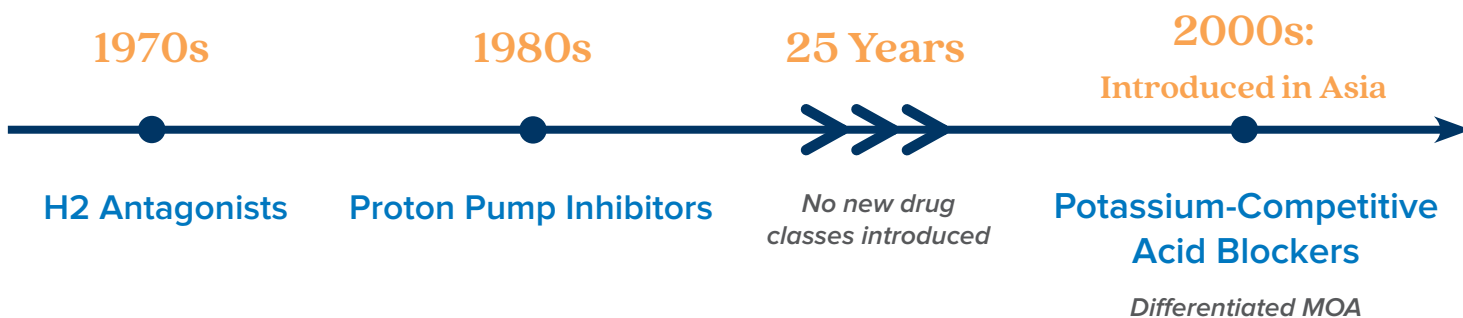 1970s
H2 Antagonists
1980s
Proton Pump Inhibitors
25 Years
No new drug
classes introduced
2000s:
Introduced in Asia
Potassium-Competitive
Acid Blockers
Differentiated MOA